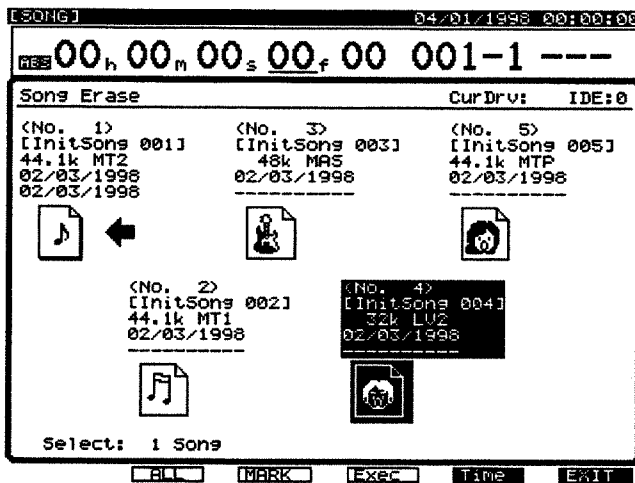 [SONG] 04/01/1998 00:00:00
ABS 00h 00m 00s 00f 00 001-1 ---
Song Erase CurDrv: IDE:0
(No. 1)
[InitSong 001]
44.1k MT2
02/03/1998
02/03/1998
(No. 3)
[InitSong 003]
48k MAS
02/03/1998
----------
(No. 5)
[InitSong 005]
44.1k MTP
02/03/1998
----------
(No. 2)
[InitSong 002]
44.1k MT1
02/03/1998
----------
(No. 4)
[InitSong 004]
32k LV2
02/03/1998
----------
Select: 1 Song
ALL MARK Exec Time EXIT